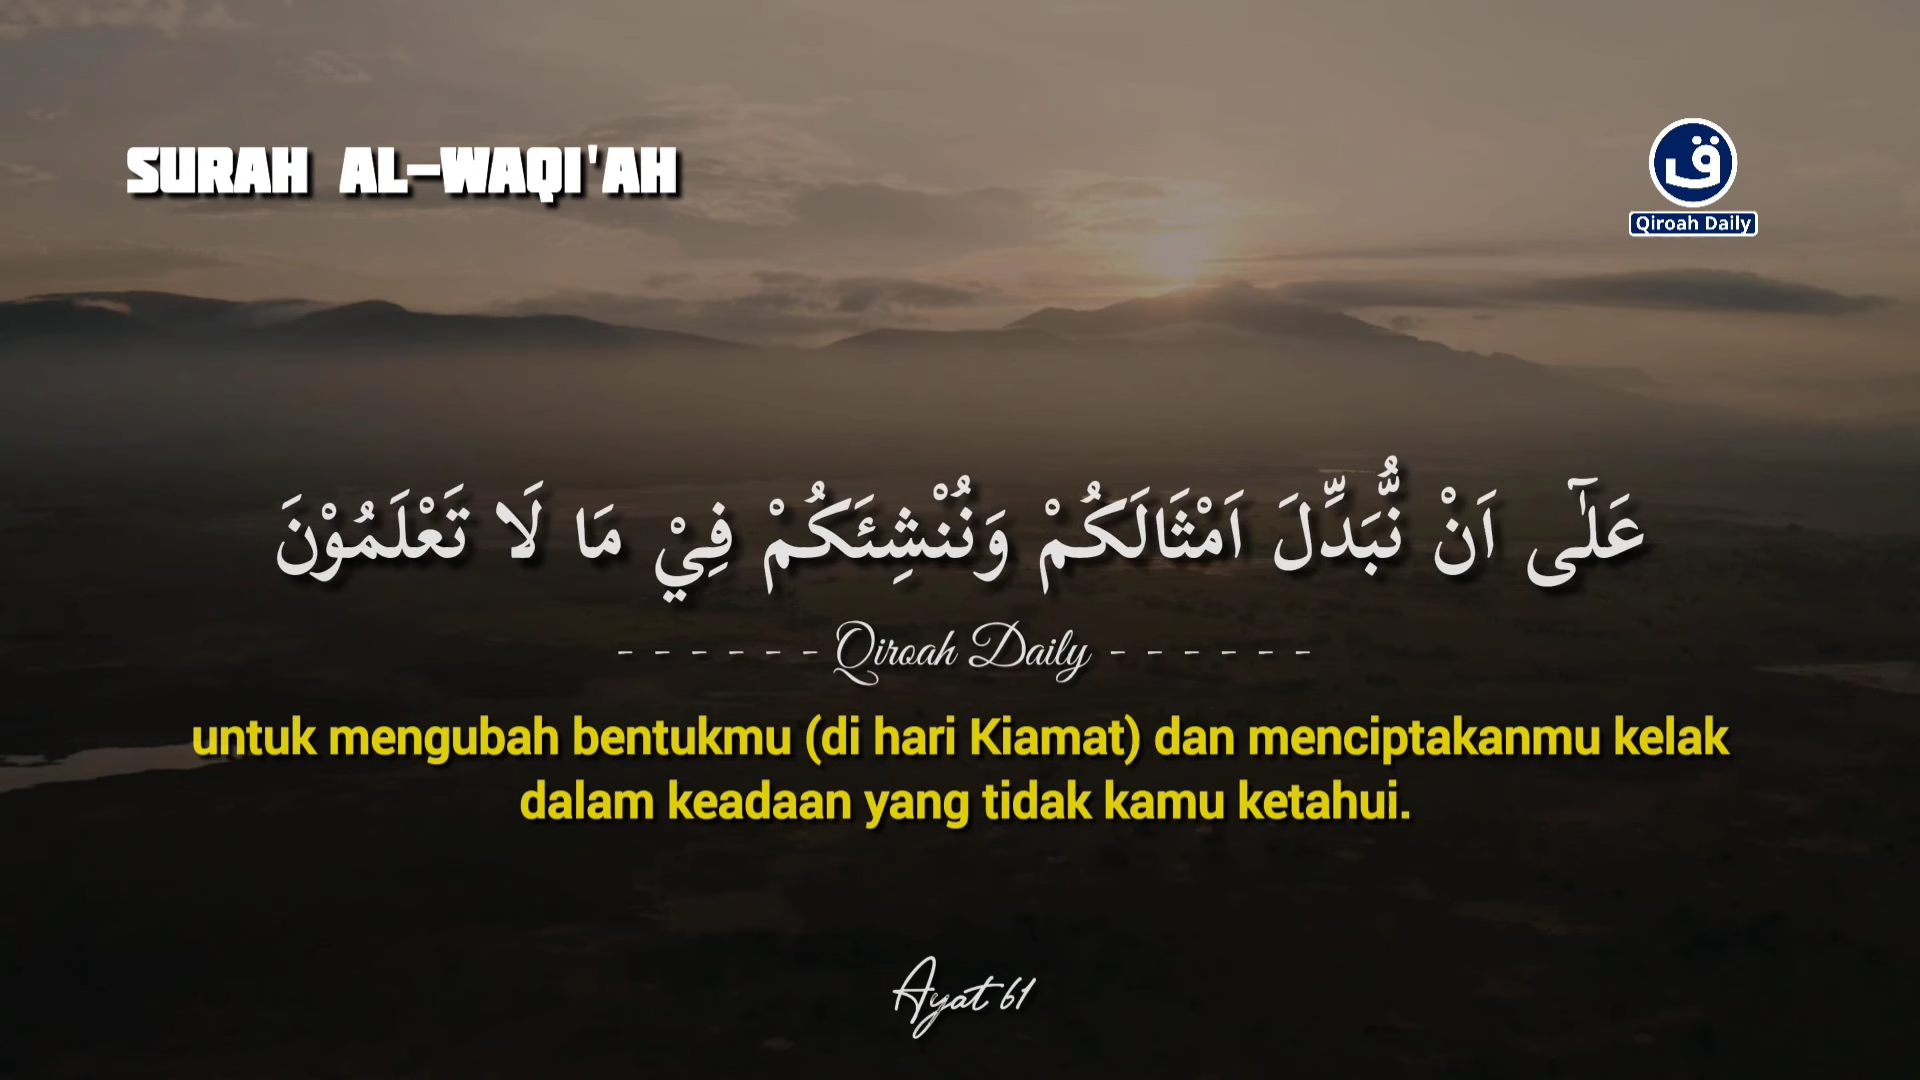 SURAH AL-WAQI'AH
ق
Qiroah Daily
عَلٰٓى اَنْ نُّبَدِّلَ اَمْثَالَكُمْ وَنُنْشِئَكُمْ فِيْ مَا لَا تَعْلَمُوْنَ
- - - - - - Qiroah Daily - - - - - -
untuk mengubah bentukmu (di hari Kiamat) dan menciptakanmu kelak
dalam keadaan yang tidak kamu ketahui.
Ayat 61